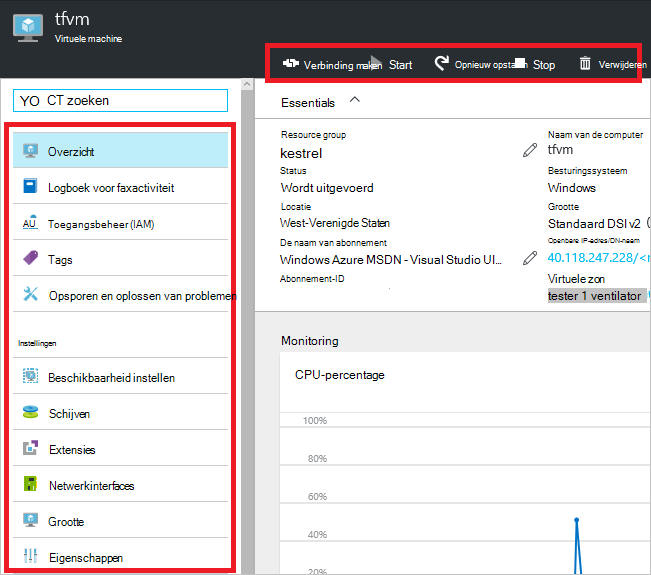 tfvm
Virtuele machine
Verbinding maken
Start
Opnieuw opstarten
Stop
Verwijderen
YO CT zoeken
Overzicht
Logboek voor faxactiviteit
AU Toegangsbeheer (IAM)
Tags
Opsporen en oplossen van problemen
Instellingen
Beschikbaarheid instellen
Schijven
Extensies
Netwerkinterfaces
Grootte
Eigenschappen
Essentials
Resource group
kestrel
Status
Wordt uitgevoerd
Locatie
West-Verenigde Staten
De naam van abonnement
Windows Azure MSDN - Visual Studio UI...
Abonnement-ID
Naam van de computer
tfvm
Besturingssysteem
Windows
Grootte
Standaard DSI v2 (
Openbare IP-adres/DN-naam
40.118.247.228/<
Virtuele zon
tester 1 ventilator
Monitoring
CPU-percentage
100%
80%
60%
40%
20%